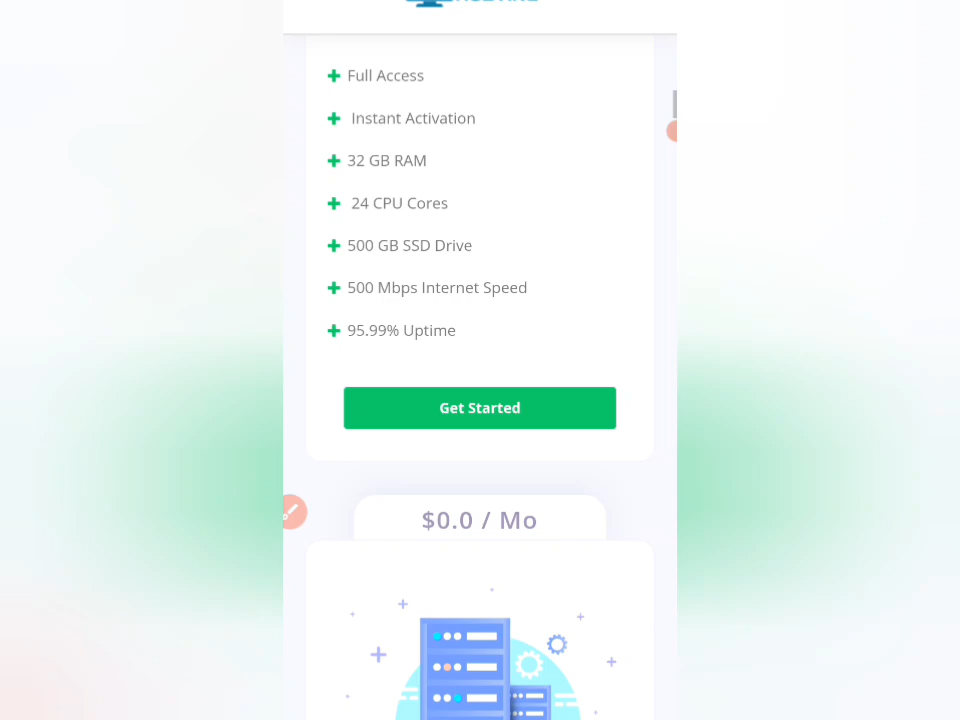 Full Access
Instant Activation
32 GB RAM
24 CPU Cores
500 GB SSD Drive
500 Mbps Internet Speed
95.99% Uptime
Get Started
$0.0 / Mo